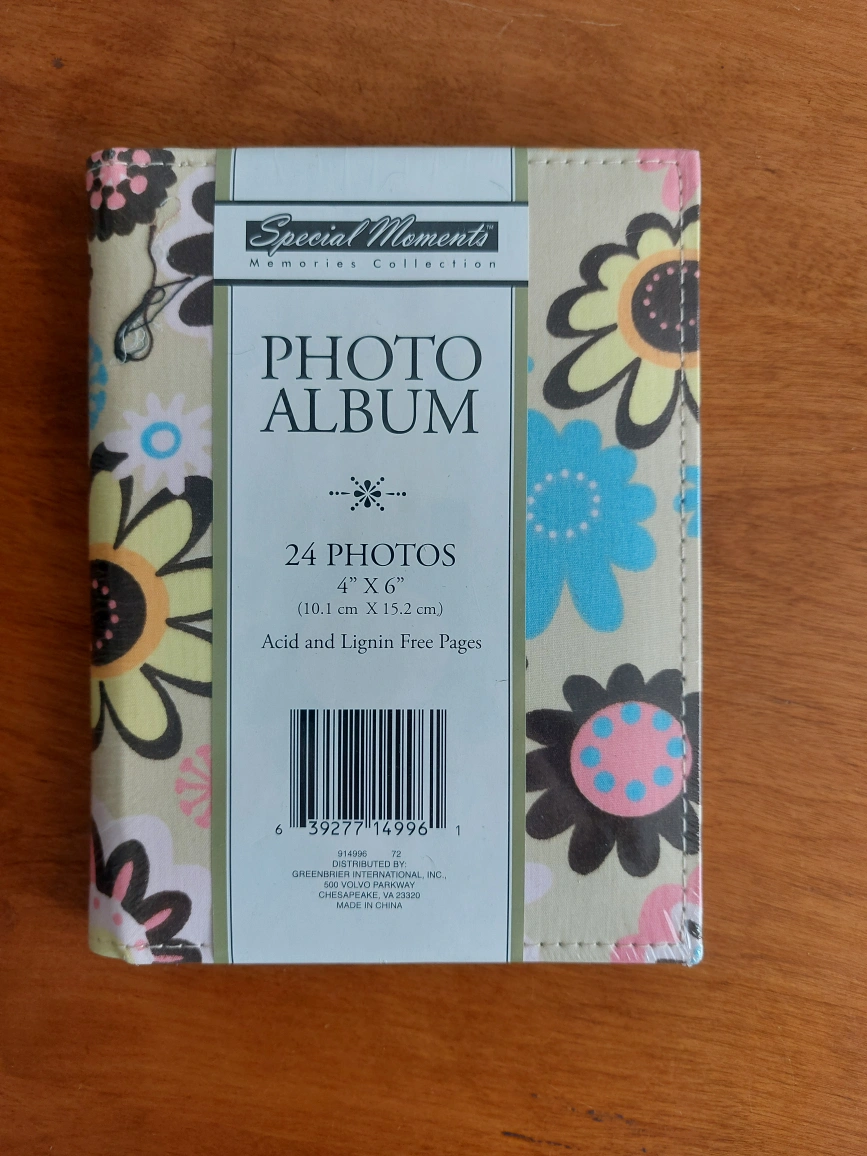 Special Moments™
Memories Collection
PHOTO
ALBUM
24 PHOTOS
4” X 6”
(10.1 cm X 15.2 cm)
Acid and Lignin Free Pages
6 39277 14996 1
914996 72
DISTRIBUTED BY:
GREENBRIER INTERNATIONAL, INC.,
500 VOLVO PARKWAY
CHESAPEAKE, VA 23320
MADE IN CHINA